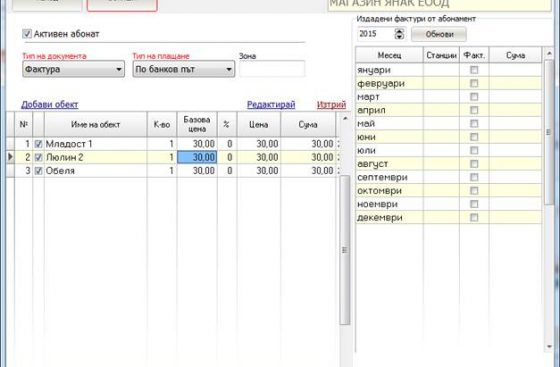 МАГАЗИН ЯНАК ЕООД
Активен абонат
Тип на документа Тип на плащане Зона
Фактура По банков път
Добави обект Редактирай Изтрий
№ Име на обект К-во Базова цена % Цена Сума
1 Младост 1 1 30,00 0 30,00 30,00
2 Люлин 2 1 30,00 0 30,00 30,00
3 Обеля 1 30,00 0 30,00 30,00
Издадени фактури от абонамент
2015 Обнови
Месец Станции Факт. Сума
януари
февруари
март
април
май
юни
юли
август
септември
октомври
ноември
декември